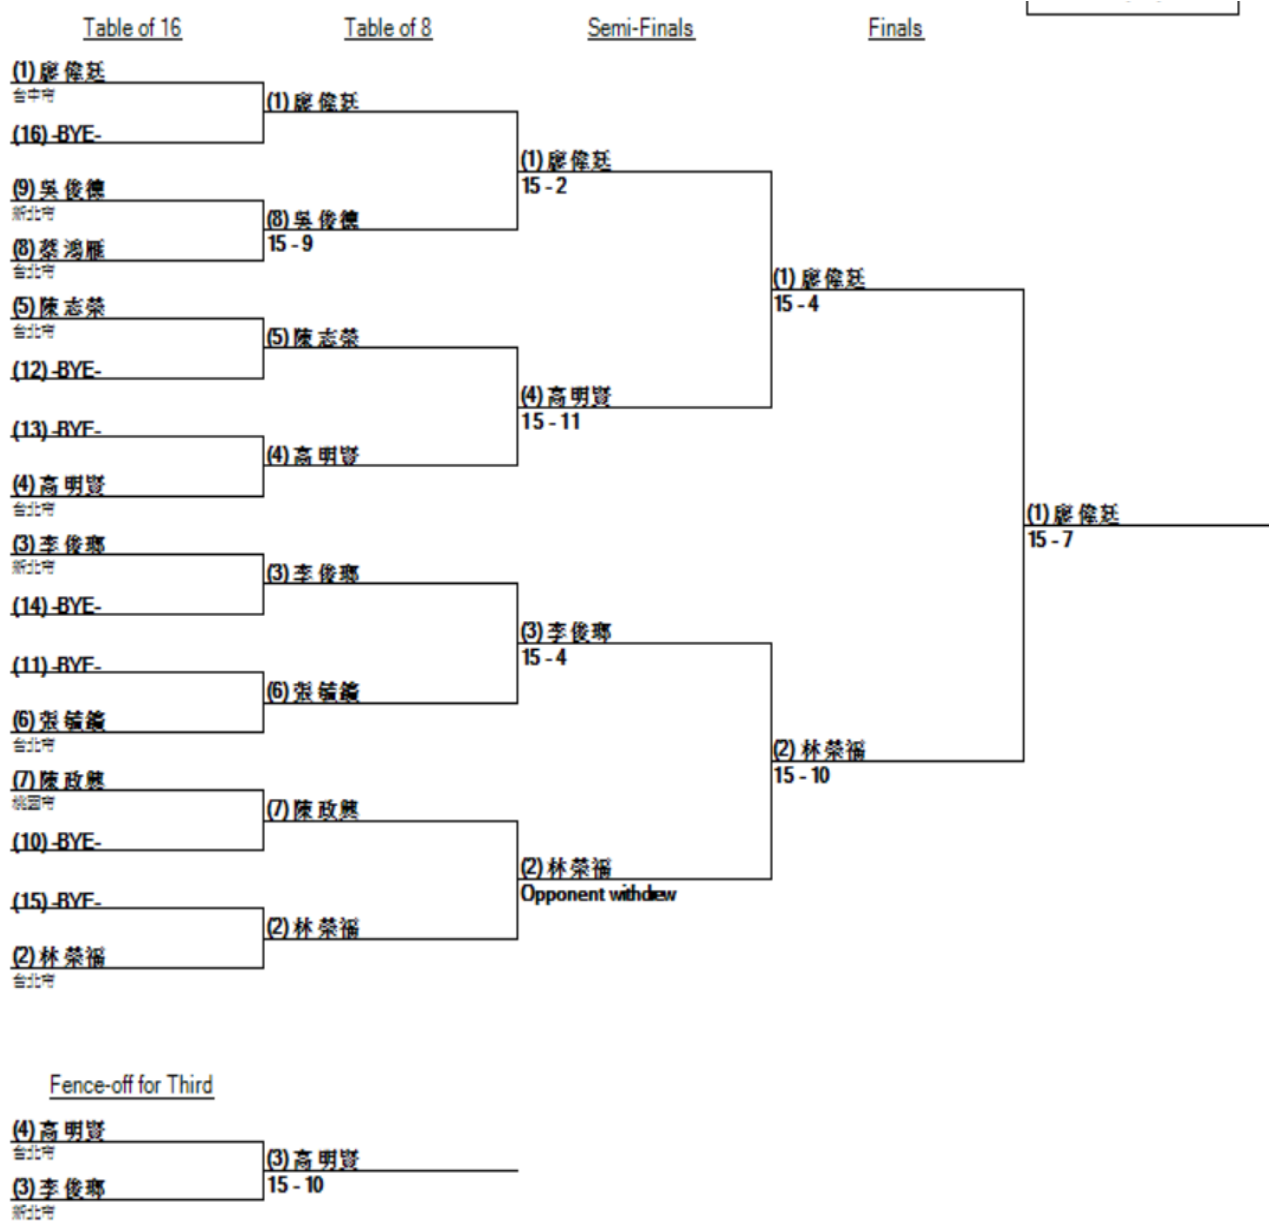 Table of 16
Table of 8
Semi-Finals
Finals
(1) 廖偉廷
台中市
(16) -BYE-
(9) 吳俊德
新北市
(8) 蔡鴻雁
台北市
(5) 陳志榮
台北市
(12) -BYE-
(13) -BYE-
(4) 高明賢
台北市
(3) 李俊瑯
新北市
(14) -BYE-
(11) -BYE-
(6) 張毓
台北市
(7) 陳政興
桃園市
(10) -BYE-
(15) -BYE-
(2) 林榮福
台北市
(1) 廖偉廷
(8) 吳俊德
15 - 9
(5) 陳志榮
(4) 高明賢
(3) 李俊瑯
(6) 張毓
(7) 陳政興
(2) 林榮福
(1) 廖偉廷
15 - 2
(4) 高明賢
15 - 11
(3) 李俊瑯
15 - 4
(2) 林榮福
Opponent withdrew
(1) 廖偉廷
15 - 4
(2) 林榮福
15 - 10
(1) 廖偉廷
15 - 7
Fence-off for Third
(4) 高明賢
台北市
(3) 李俊瑯
新北市
(3) 高明賢
15 - 10